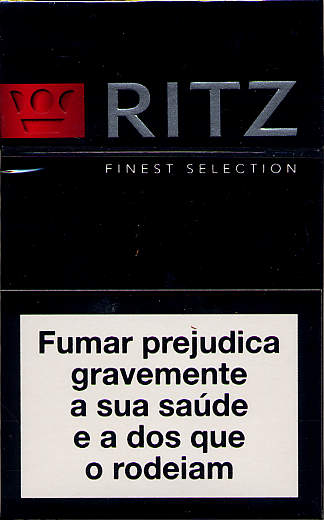 RITZ
FINEST SELECTION
Fumar prejudica
gravemente
a sua saúde
e a dos que
o rodeiam